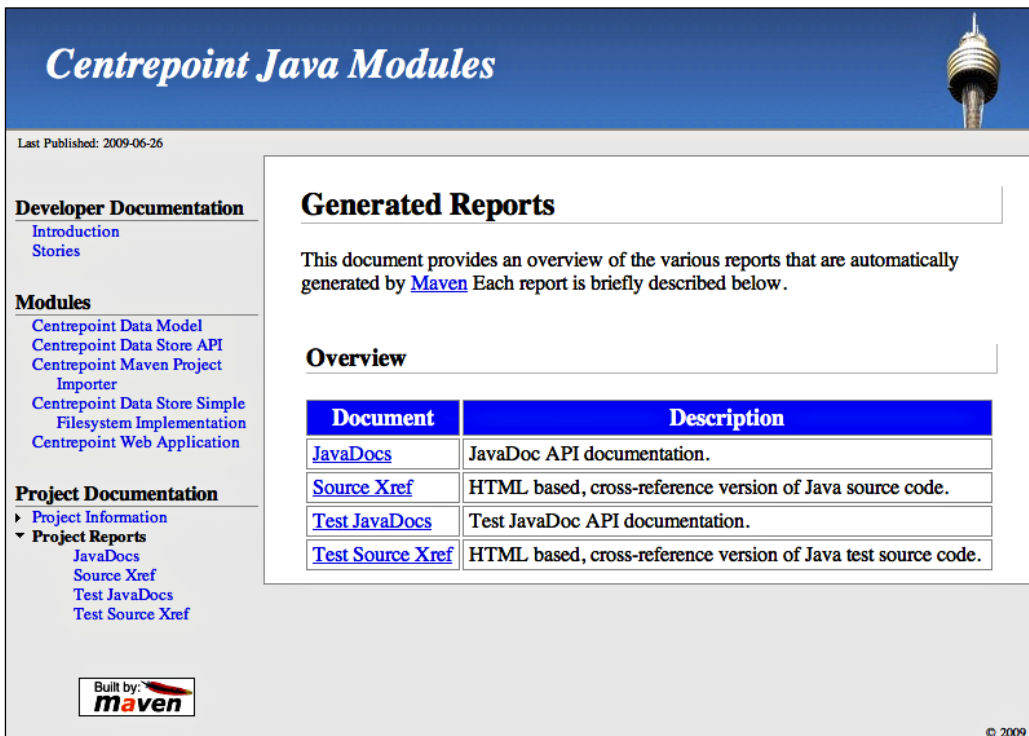 Centrepoint Java Modules
Last Published: 2009-06-26
Developer Documentation
Introduction
Stories
Modules
Centrepoint Data Model
Centrepoint Data Store API
Centrepoint Maven Project
Importer
Centrepoint Data Store Simple
Filesystem Implementation
Centrepoint Web Application
Project Documentation
Project Information
Project Reports
JavaDocs
Source Xref
Test JavaDocs
Test Source Xref
Built by:
maven
Generated Reports
This document provides an overview of the various reports that are automatically
generated by Maven Each report is briefly described below.
Overview
Document Description
JavaDocs JavaDoc API documentation.
Source Xref HTML based, cross-reference version of Java source code.
Test JavaDocs Test JavaDoc API documentation.
Test Source Xref HTML based, cross-reference version of Java test source code.
© 2009